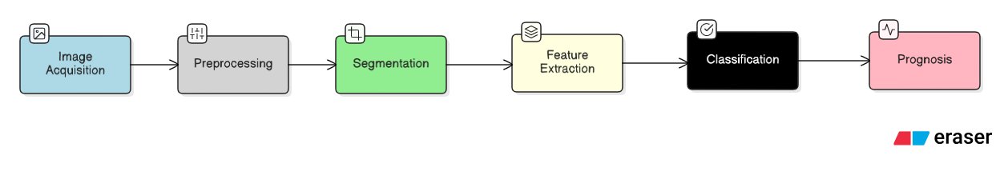 Image
Acquisition
Preprocessing
Segmentation
Feature
Extraction
Classification
Prognosis
eraser